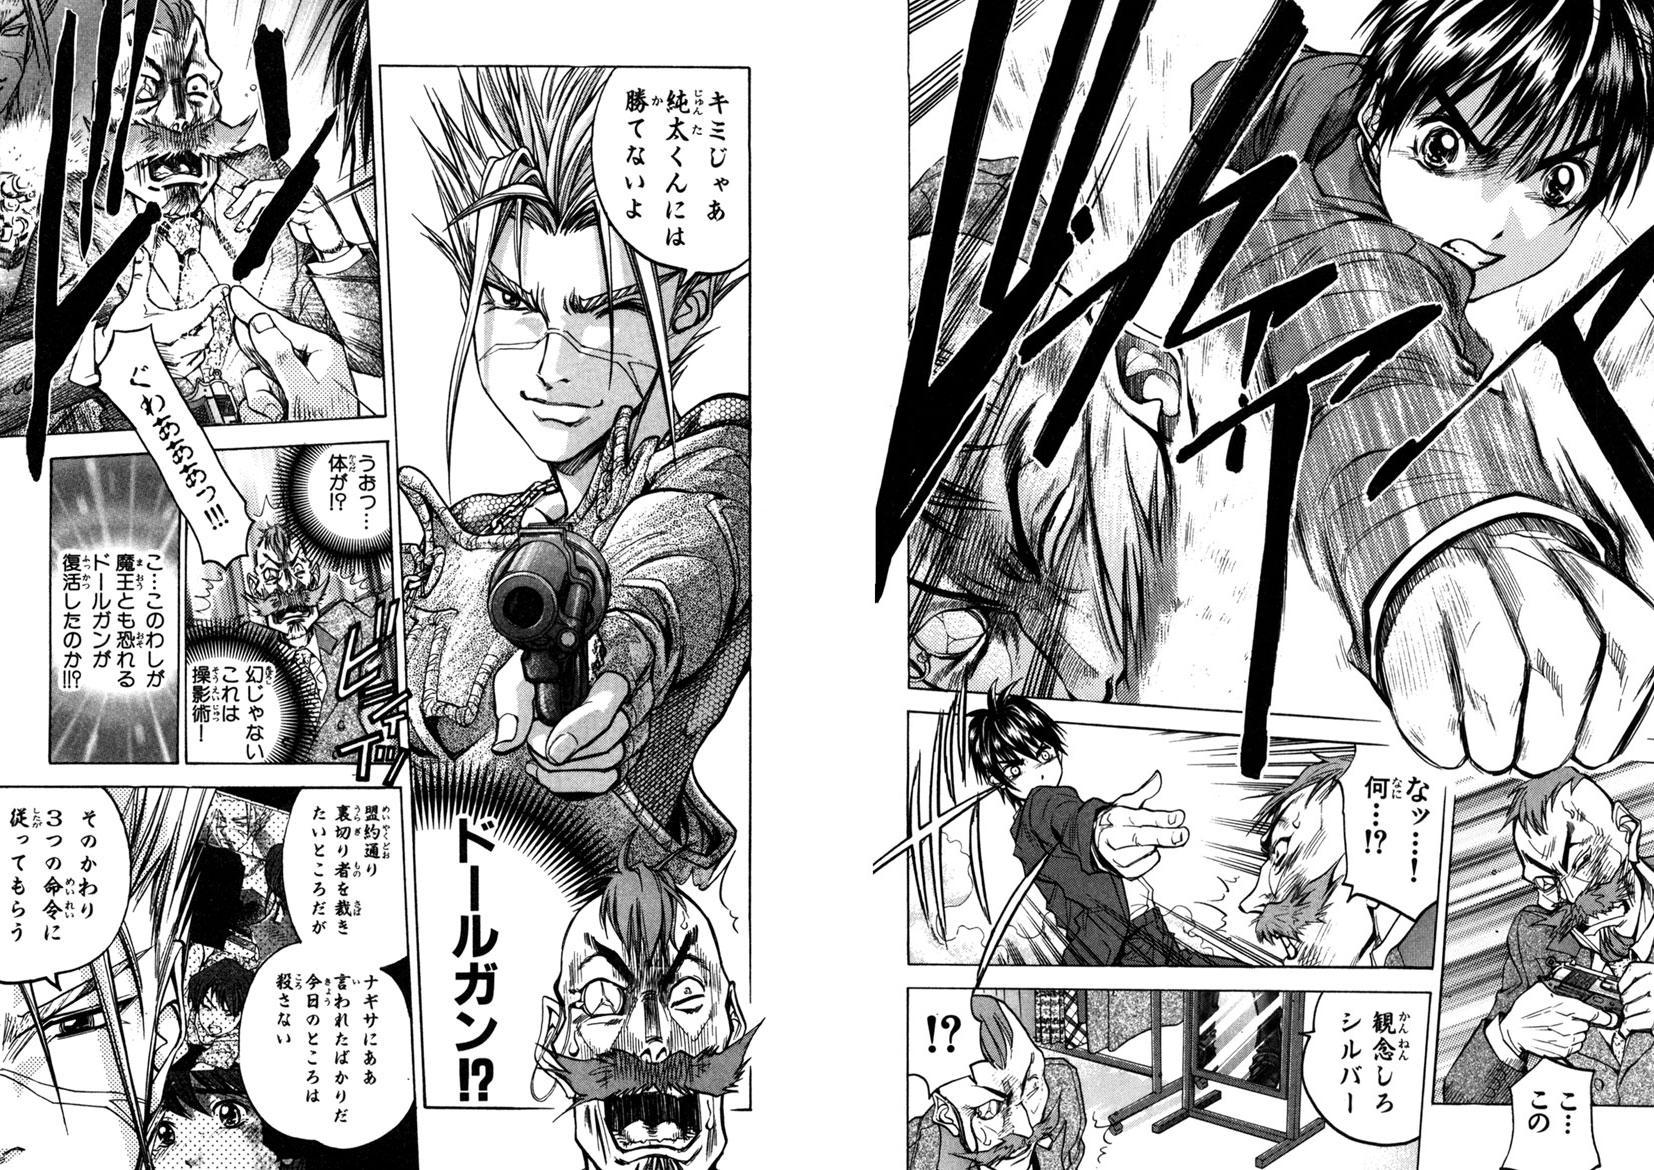 こ…
この
なッ…！
何…!?
観念しろ
シルバー
!?
キミじゃあ
純太くんには
勝てないよ
ドールガン!?
ぐわあああっ!!!
うおっ…
体が!?
幻じゃない
これは
操影術！
こ…このわしが
魔王とも恐れる
ドールガンが
復活したのか!!!?
盟約通り
裏切り者を裁き
たいところだが
ナギサにああ
言われたばかりだ
今日のところは
殺さない
そのかわり
３つの命令に
従ってもらう